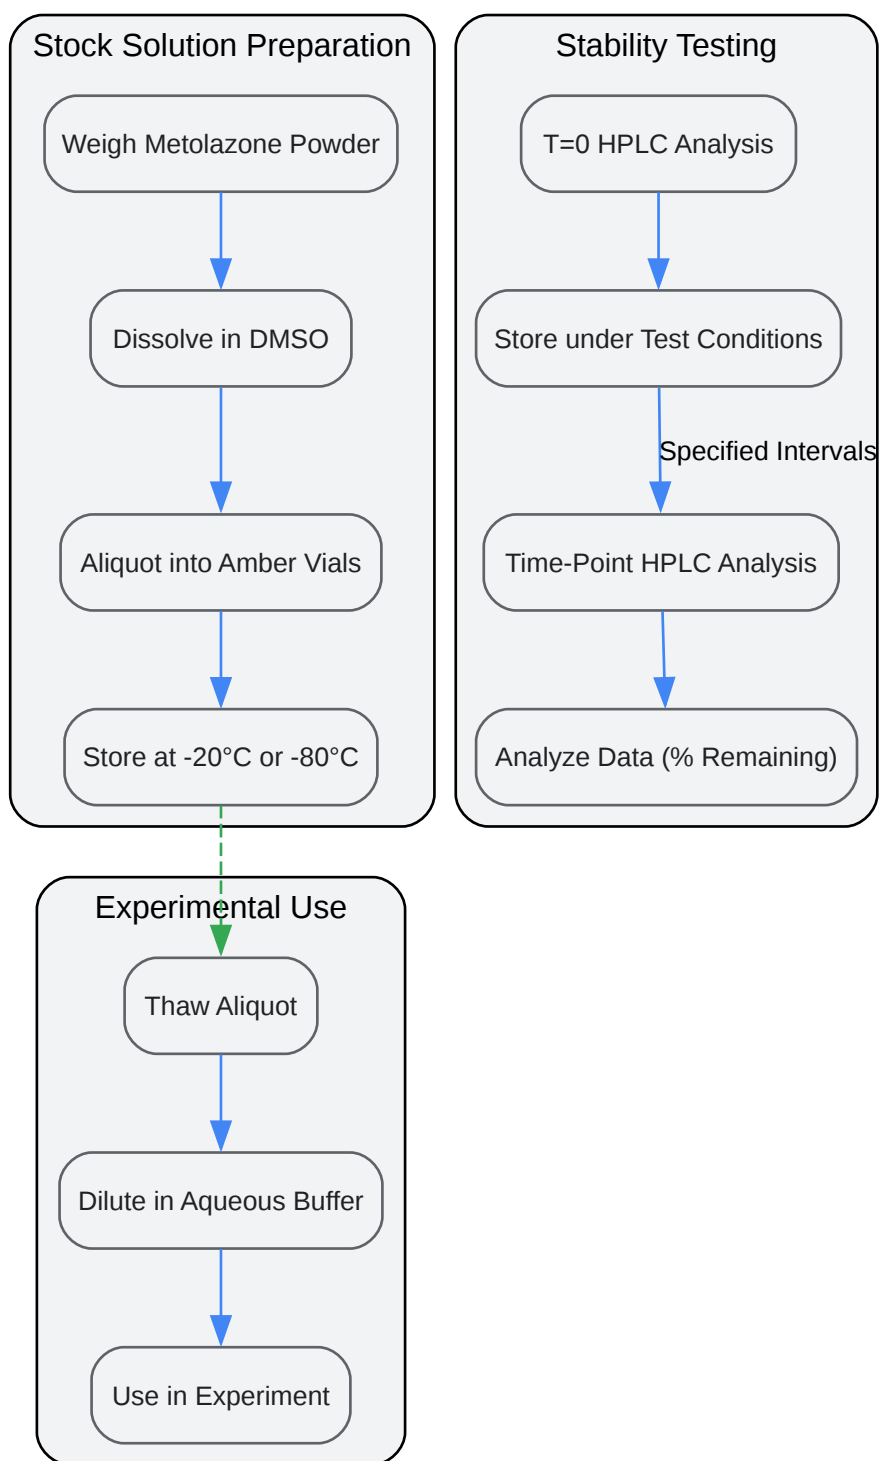 Stock Solution Preparation
Weigh Metolazone Powder
Dissolve in DMSO
Aliquot into Amber Vials
Store at -20°C or -80°C
Stability Testing
T=0 HPLC Analysis
Store under Test Conditions
Specified Intervals
Time-Point HPLC Analysis
Analyze Data (% Remaining)
Experimental Use
Thaw Aliquot
Dilute in Aqueous Buffer
Use in Experiment